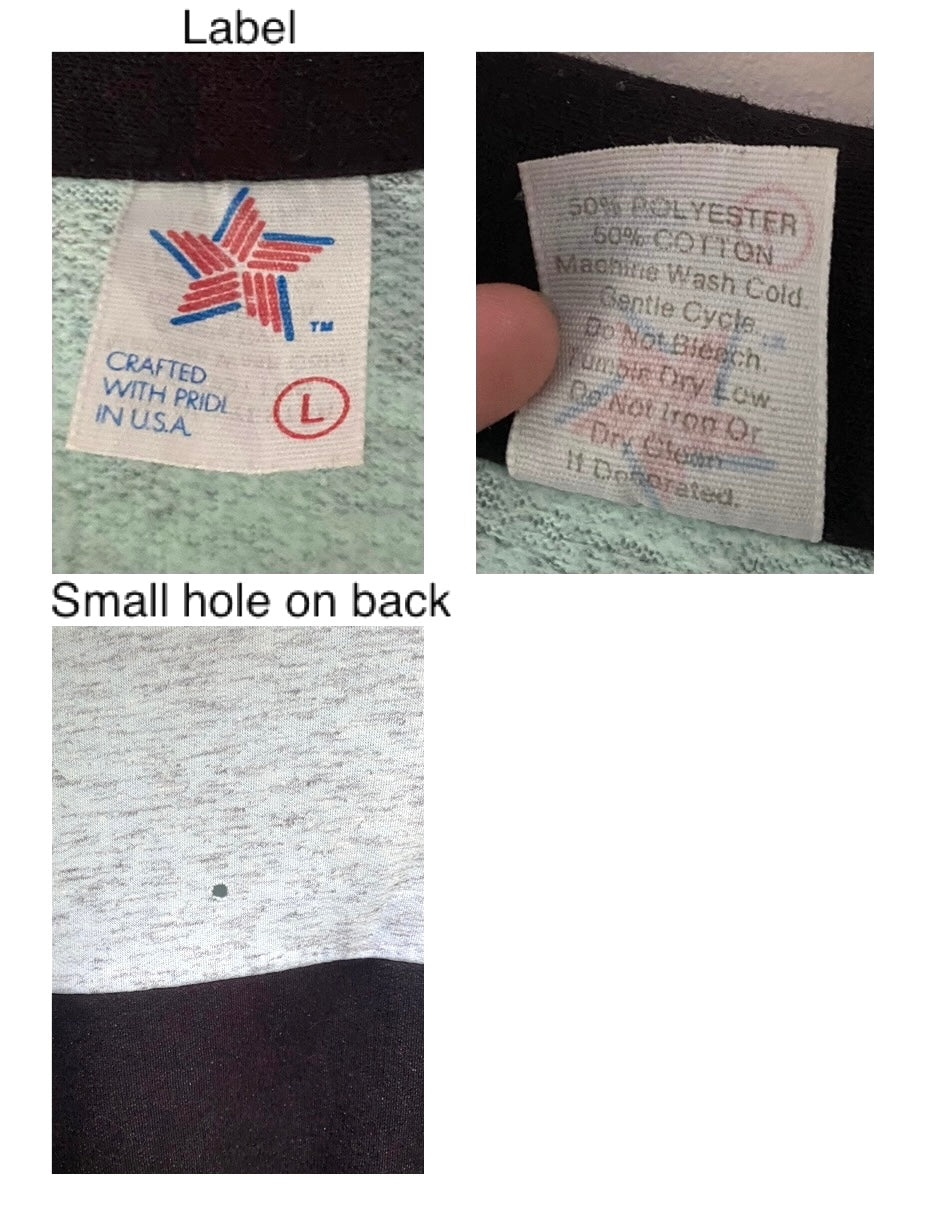 Label
TM
CRAFTED
WITH PRIDE
IN U.S.A.
L
50% POLYESTER
50% COTTON
Machine Wash Cold.
Gentle Cycle.
Do Not Bleach.
Tumble Dry Low
Do Not Iron Or
Dry Clean
If Decorated.
Small hole on back